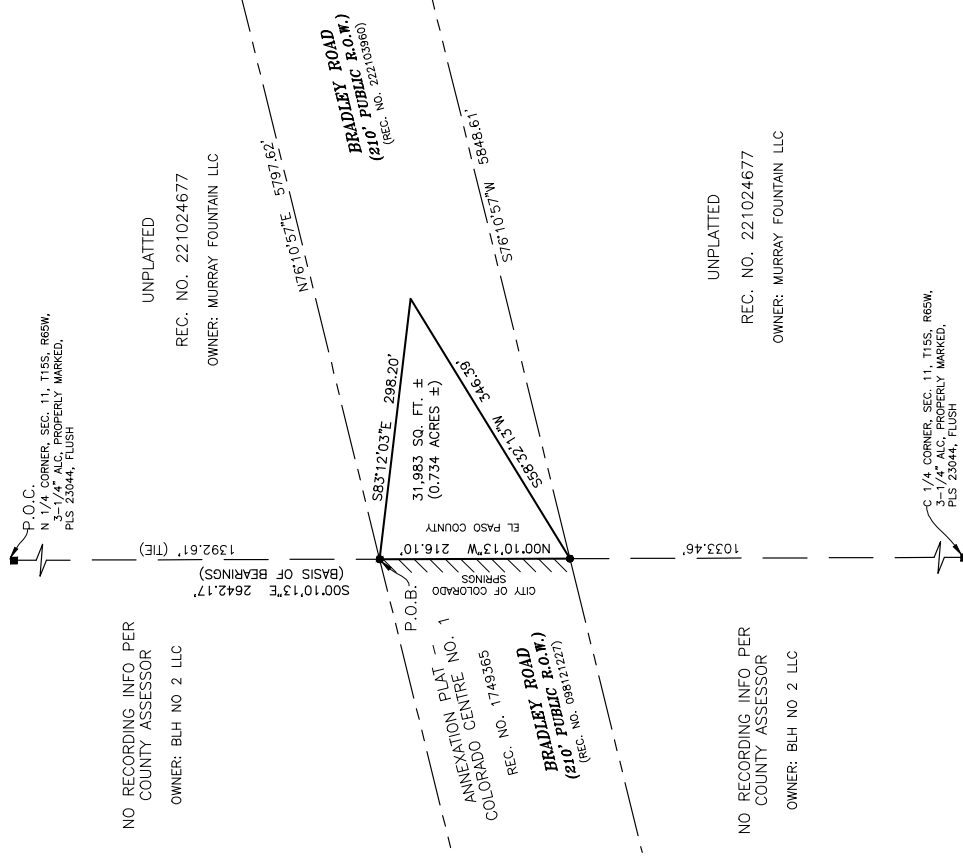 P.O.C.
N 1/4 CORNER, SEC. 11, T15S, R65W,
3-1/4" ALC, PROPERLY MARKED,
PLS 23044, FLUSH
BRADLEY ROAD
(210' PUBLIC R.O.W.)
(REC. NO. 222103960)
UNPLATTED
REC. NO. 221024677
OWNER: MURRAY FOUNTAIN LLC
N76°10'57"E 5797.62'
S76°10'57"W 5848.61'
1392.61' (TIE)
S00°10'13"E 2642.17'
(BASIS OF BEARINGS)
NO RECORDING INFO PER
COUNTY ASSESSOR
OWNER: BLH NO 2 LLC
P.O.B.
S83°12'03"E 298.20'
31,983 SQ. FT. ±
(0.734 ACRES ±)
S58°32'13"W 346.39'
N00°10'13"W 216.10'
EL PASO COUNTY
CITY OF COLORADO
SPRINGS
ANNEXATION PLAT - 1
COLORADO CENTRE NO. 1
REC. NO. 1749365
BRADLEY ROAD
(210' PUBLIC R.O.W.)
(REC. NO. 098121227)
UNPLATTED
REC. NO. 221024677
OWNER: MURRAY FOUNTAIN LLC
1033.46'
NO RECORDING INFO PER
COUNTY ASSESSOR
OWNER: BLH NO 2 LLC
C 1/4 CORNER, SEC. 11, T15S, R65W,
3-1/4" ALC, PROPERLY MARKED,
PLS 23044, FLUSH